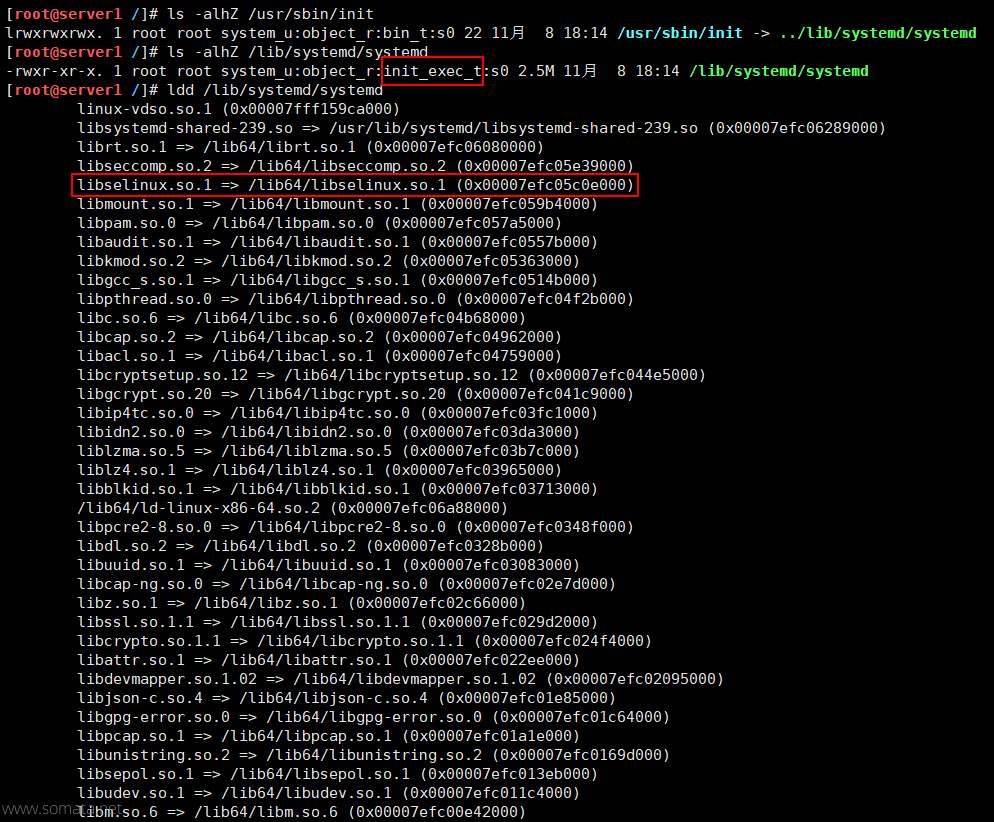 [root@server1 /]# ls -alhZ /usr/sbin/init
lrwxrwxrwx. 1 root root system_u:object_r:bin_t:s0 22 11月  8 18:14 /usr/sbin/init -> ../lib/systemd/systemd
[root@server1 /]# ls -alhZ /lib/systemd/systemd
-rwxr-xr-x. 1 root root system_u:object_r:init_exec_t:s0 2.5M 11月  8 18:14 /lib/systemd/systemd
[root@server1 /]# ldd /lib/systemd/systemd
        linux-vdso.so.1 (0x00007fff159ca000)
        libsystemd-shared-239.so => /usr/lib/systemd/libsystemd-shared-239.so (0x00007efc06289000)
        librt.so.1 => /lib64/librt.so.1 (0x00007efc06080000)
        libseccomp.so.2 => /lib64/libseccomp.so.2 (0x00007efc05e39000)
        libselinux.so.1 => /lib64/libselinux.so.1 (0x00007efc05c0e000)
        libmount.so.1 => /lib64/libmount.so.1 (0x00007efc059b4000)
        libpam.so.0 => /lib64/libpam.so.0 (0x00007efc057a5000)
        libaudit.so.1 => /lib64/libaudit.so.1 (0x00007efc0557b000)
        libkmod.so.2 => /lib64/libkmod.so.2 (0x00007efc05363000)
        libgcc_s.so.1 => /lib64/libgcc_s.so.1 (0x00007efc0514b000)
        libpthread.so.0 => /lib64/libpthread.so.0 (0x00007efc04f2b000)
        libc.so.6 => /lib64/libc.so.6 (0x00007efc04b68000)
        libcap.so.2 => /lib64/libcap.so.2 (0x00007efc04962000)
        libacl.so.1 => /lib64/libacl.so.1 (0x00007efc04759000)
        libcryptsetup.so.12 => /lib64/libcryptsetup.so.12 (0x00007efc044e5000)
        libgcrypt.so.20 => /lib64/libgcrypt.so.20 (0x00007efc041c9000)
        libip4tc.so.0 => /lib64/libip4tc.so.0 (0x00007efc03fc1000)
        libidn2.so.0 => /lib64/libidn2.so.0 (0x00007efc03da3000)
        liblzma.so.5 => /lib64/liblzma.so.5 (0x00007efc03b7c000)
        liblz4.so.1 => /lib64/liblz4.so.1 (0x00007efc03965000)
        libblkid.so.1 => /lib64/libblkid.so.1 (0x00007efc03713000)
        /lib64/ld-linux-x86-64.so.2 (0x00007efc06a88000)
        libpcre2-8.so.0 => /lib64/libpcre2-8.so.0 (0x00007efc0348f000)
        libdl.so.2 => /lib64/libdl.so.2 (0x00007efc0328b000)
        libuuid.so.1 => /lib64/libuuid.so.1 (0x00007efc03083000)
        libcap-ng.so.0 => /lib64/libcap-ng.so.0 (0x00007efc02e7d000)
        libz.so.1 => /lib64/libz.so.1 (0x00007efc02c66000)
        libssl.so.1.1 => /lib64/libssl.so.1.1 (0x00007efc029d2000)
        libcrypto.so.1.1 => /lib64/libcrypto.so.1.1 (0x00007efc024f4000)
        libattr.so.1 => /lib64/libattr.so.1 (0x00007efc022ee000)
        libdevmapper.so.1.02 => /lib64/libdevmapper.so.1.02 (0x00007efc02095000)
        libjson-c.so.4 => /lib64/libjson-c.so.4 (0x00007efc01e85000)
        libgpg-error.so.0 => /lib64/libgpg-error.so.0 (0x00007efc01c64000)
        libpcap.so.1 => /lib64/libpcap.so.1 (0x00007efc01a1e000)
        libunistring.so.2 => /lib64/libunistring.so.2 (0x00007efc0169d000)
        libsepol.so.1 => /lib64/libsepol.so.1 (0x00007efc013eb000)
        libudev.so.1 => /lib64/libudev.so.1 (0x00007efc011c4000)
        libm.so.6 => /lib64/libm.so.6 (0x00007efc00e42000)
www.somata.net